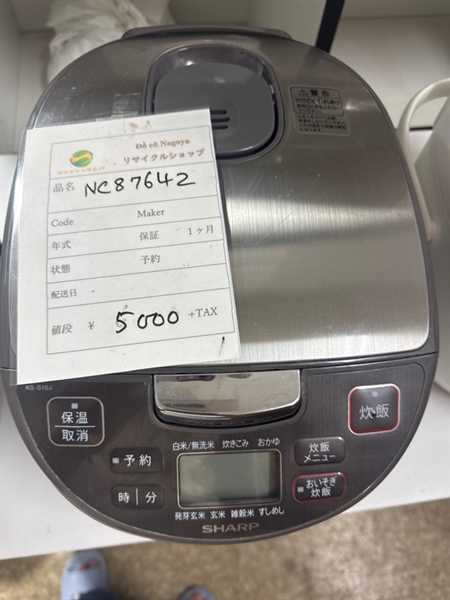 Đồ cũ Nagoya
リサイクルショップ
品名 NC87642
Code Maker
年式 保証 1ヶ月
状態 予約
配送日
値段 ¥ 5000 +TAX
警告
KS-S10J
保温
取消
炊飯
白米/無洗米 炊きこみ おかゆ
炊飯
メニュー
予約
時 分
おいそぎ
炊飯
発芽玄米 玄米 雑穀米 すしめし
SHARP